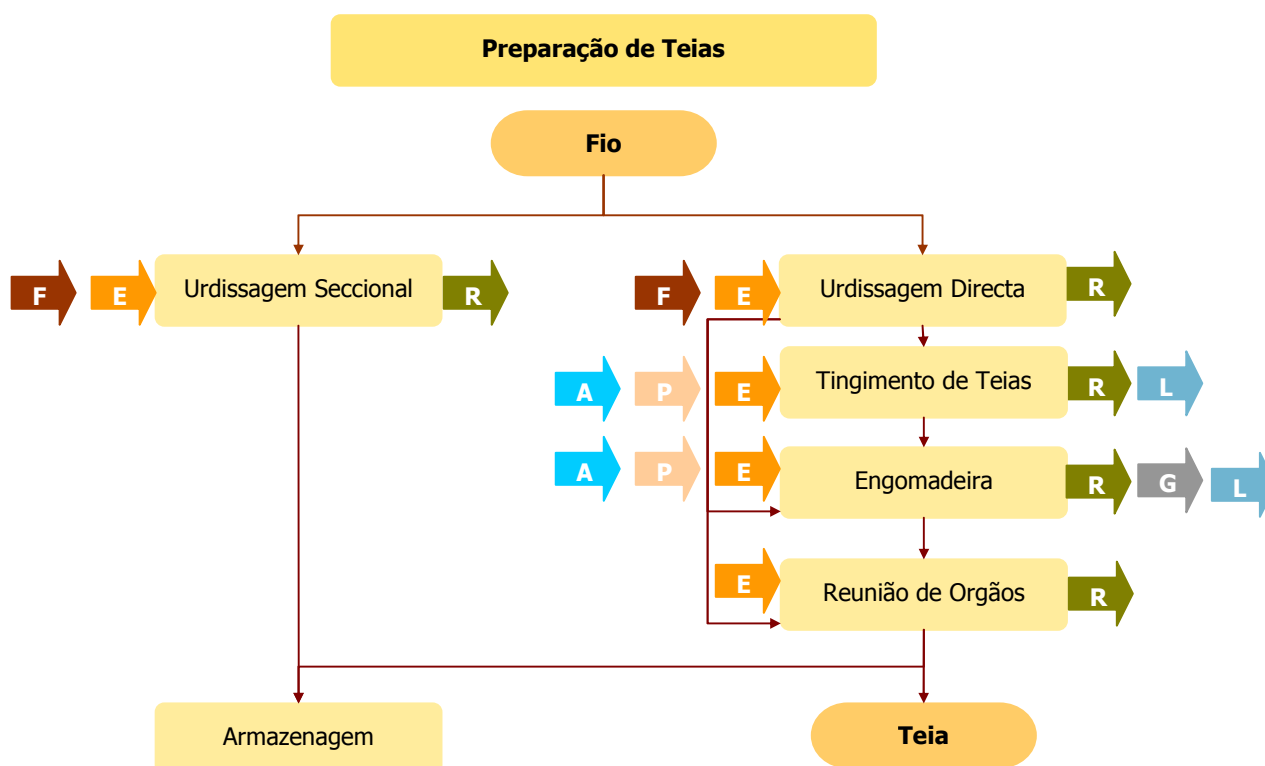 Preparação de Teias
Fio
F
E
Urdissagem Seccional
R
F
E
Urdissagem Directa
R
A
P
E
Tingimento de Teias
R
L
A
P
E
Engomadeira
R
G
L
E
Reunião de Orgãos
R
Armazenagem
Teia